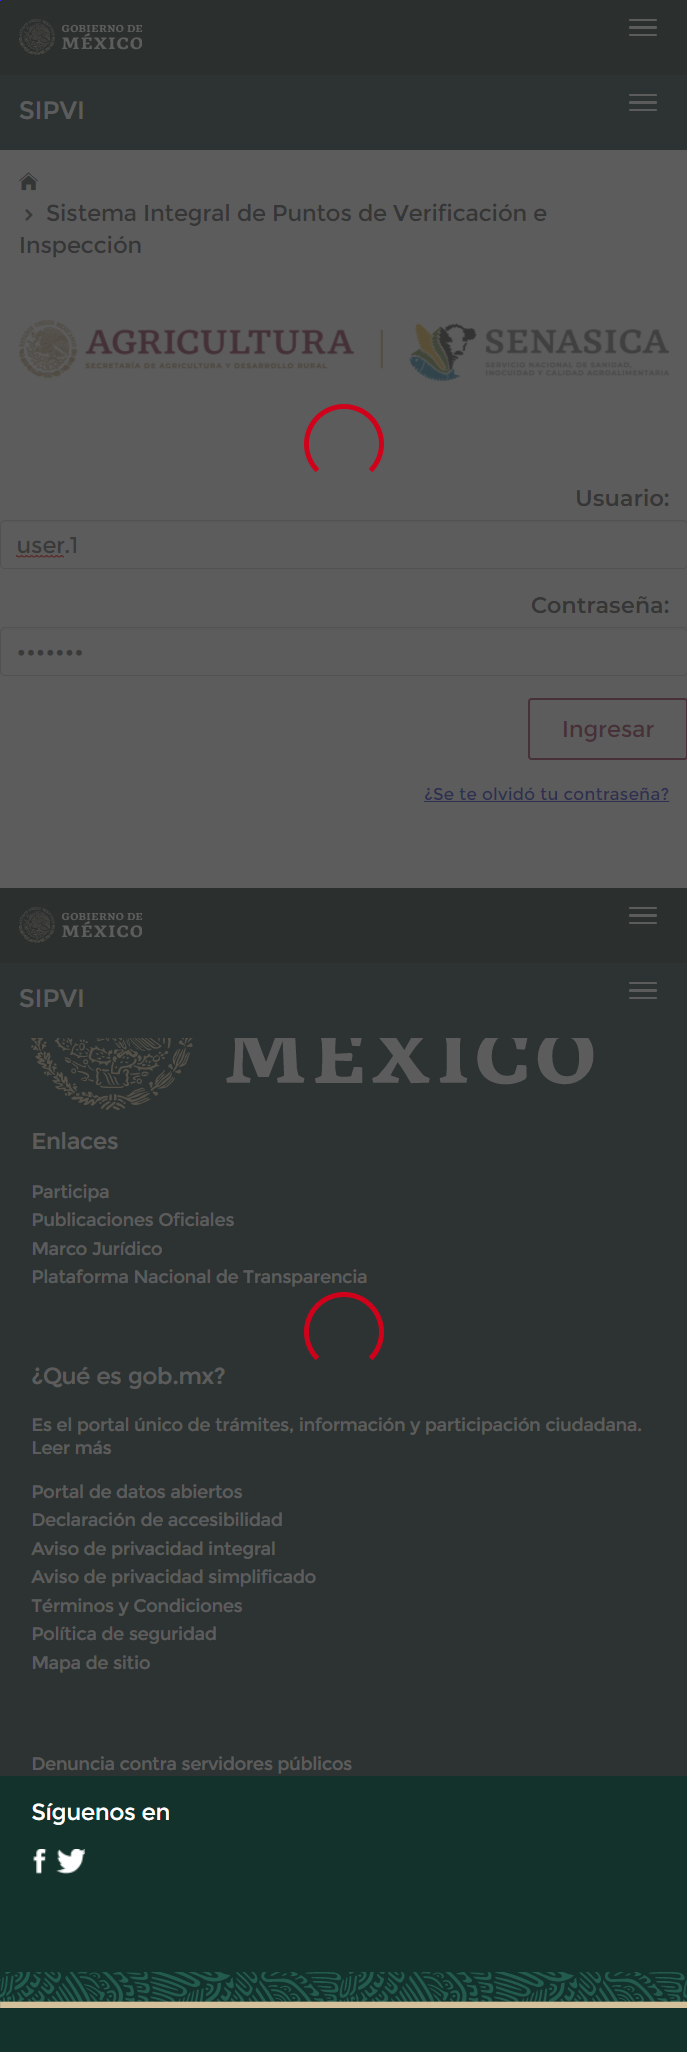 GOBIERNO DE
MÉXICO
SIPVI
Sistema Integral de Puntos de Verificación e
Inspección
AGRICULTURA
SECRETARÍA DE AGRICULTURA Y DESARROLLO RURAL
SENASICA
SERVICIO NACIONAL DE SANIDAD,
INOCUIDAD Y CALIDAD AGROALIMENTARIA
Usuario:
user.1
Contraseña:
•••••••
Ingresar
¿Se te olvidó tu contraseña?
GOBIERNO DE
MÉXICO
SIPVI
MÉXICO
Enlaces
Participa
Publicaciones Oficiales
Marco Jurídico
Plataforma Nacional de Transparencia
¿Qué es gob.mx?
Es el portal único de trámites, información y participación ciudadana.
Leer más
Portal de datos abiertos
Declaración de accesibilidad
Aviso de privacidad integral
Aviso de privacidad simplificado
Términos y Condiciones
Política de seguridad
Mapa de sitio
Denuncia contra servidores públicos
Síguenos en